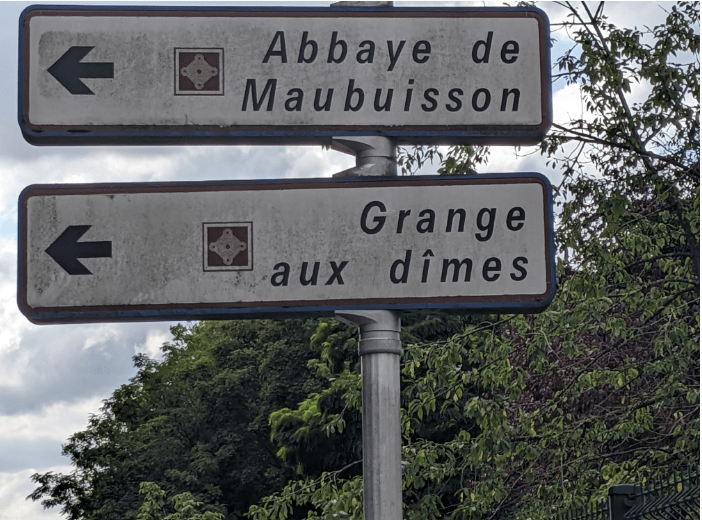 Abbaye de
Maubuisson
Grange
aux dîmes